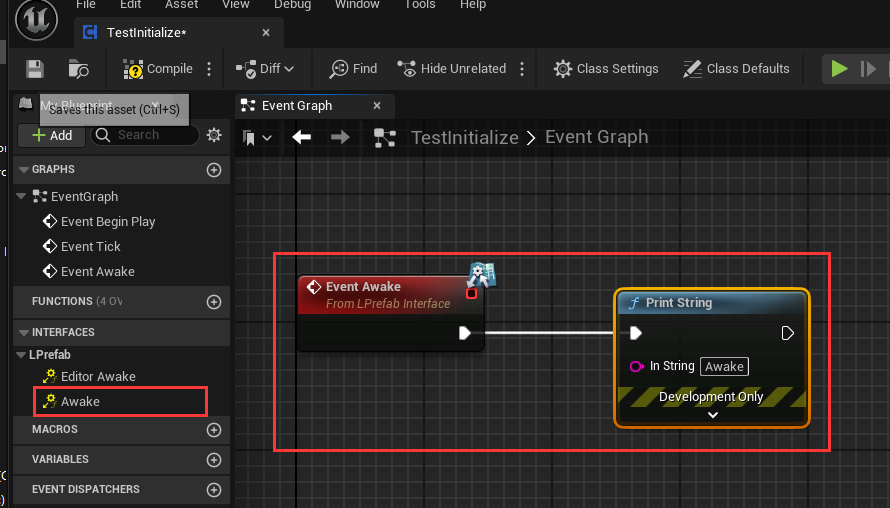 File Asset View Debug Window Tools Help
TestInitialize*
Compile Diff Find Hide Unrelated Class Settings Class Defaults
My Blueprint
Saves this asset (Ctrl+S)
Event Graph
Add Search
TestInitialize > Event Graph
GRAPHS
EventGraph
Event Begin Play
Event Tick
Event Awake
FUNCTIONS (4 OV
INTERFACES
LPrefab
Editor Awake
Awake
MACROS
VARIABLES
EVENT DISPATCHERS
Event Awake
From LPrefab Interface
Print String
In String Awake
Development Only